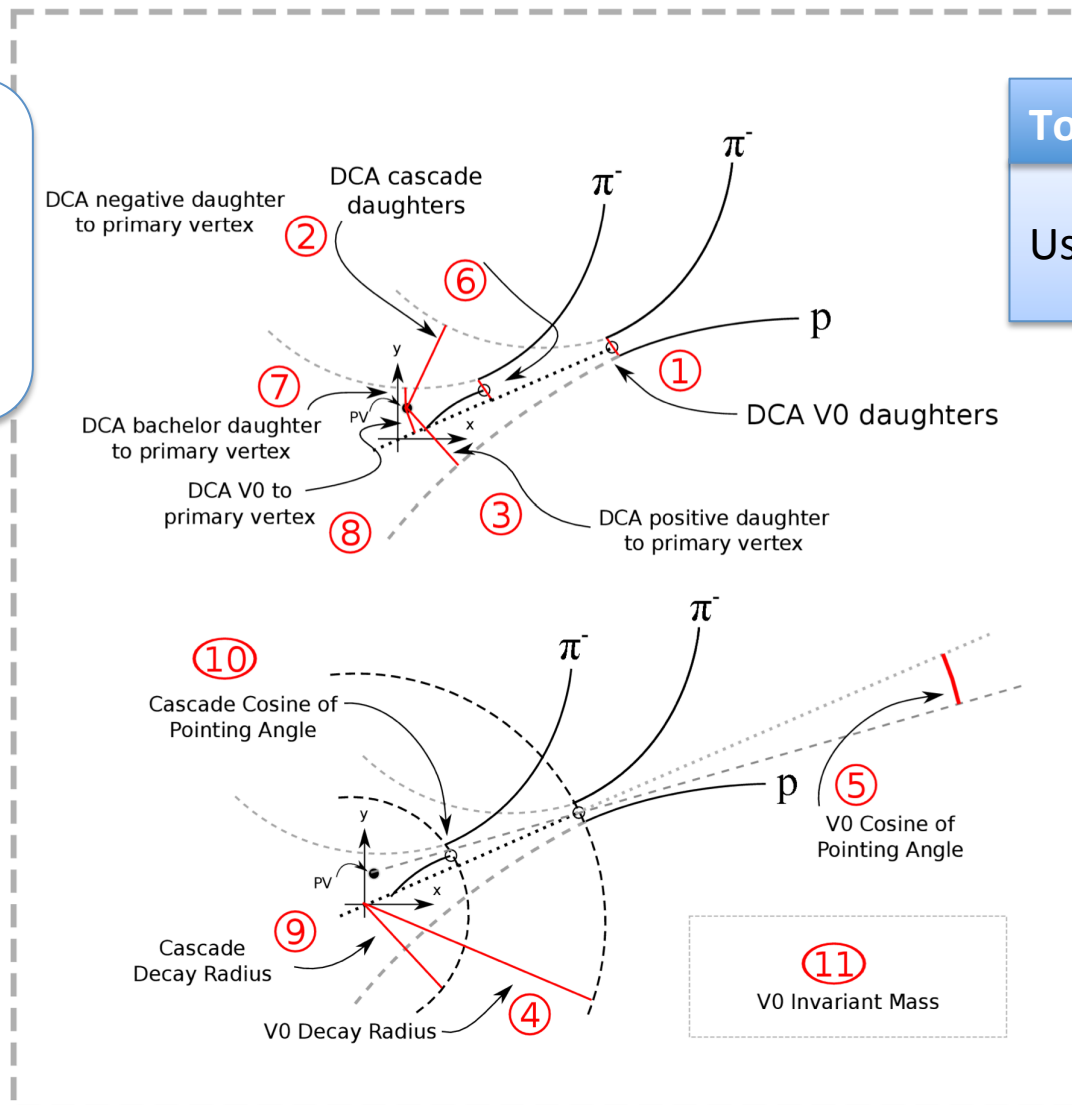 To
Us
π-
π-
DCA cascade
daughters
DCA negative daughter
to primary vertex
②
⑥
p
①
y
⑦
PV
x
DCA V0 daughters
DCA bachelor daughter
to primary vertex
DCA V0 to
primary vertex
⑧
③
DCA positive daughter
to primary vertex
π-
π-
⑩
Cascade Cosine of
Pointing Angle
p
⑤
V0 Cosine of
Pointing Angle
y
PV
x
⑨
Cascade
Decay Radius
④
V0 Decay Radius
⑪
V0 Invariant Mass